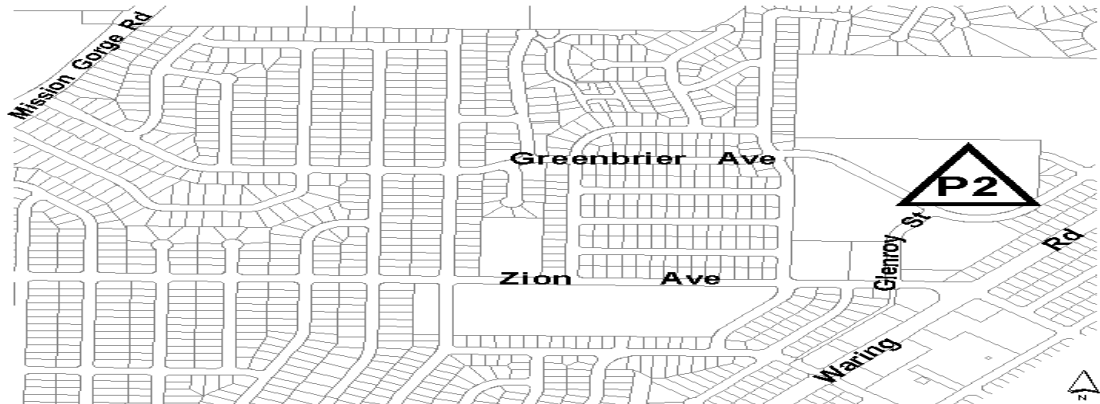 Mission Gorge Rd
Greenbrier Ave
P2
Glenroy St
Rd
Zion Ave
Waring
N